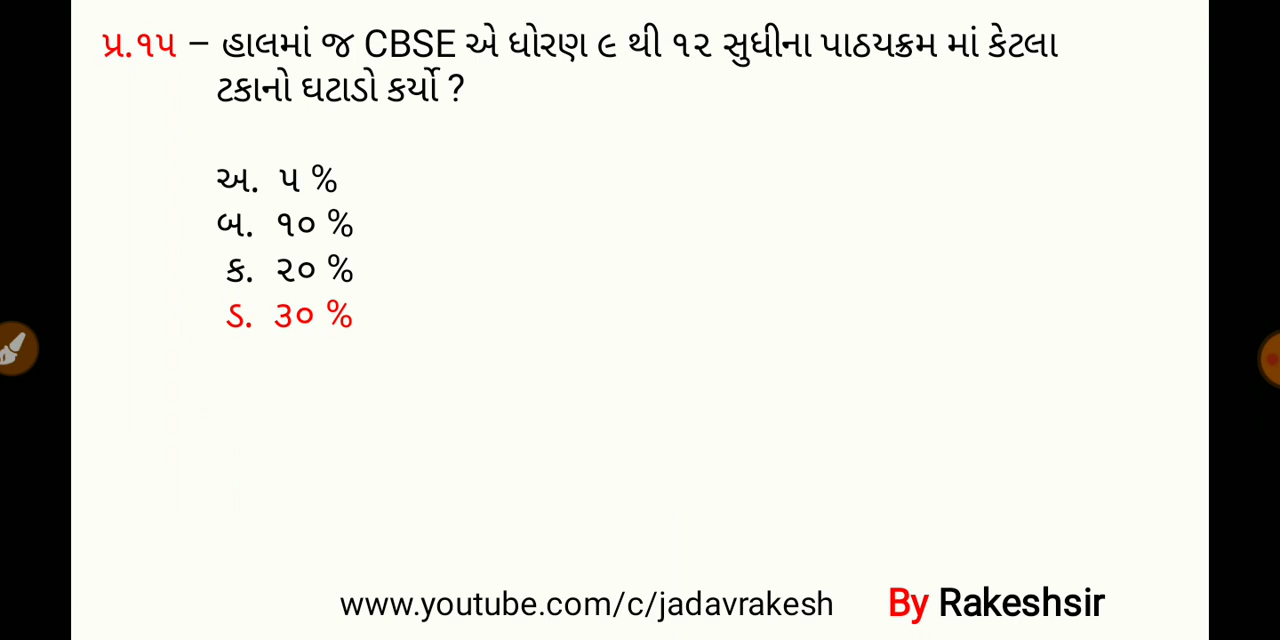 પ્ર.૧૫ – હાલમાં જ CBSE એ ધોરણ ૯ થી ૧૨ સુધીના પાઠયક્રમ માં કેટલા
ટકાનો ઘટાડો કર્યો ?
અ. ૫ %
બ. ૧૦ %
ક. ૨૦ %
ડ. ૩૦ %
www.youtube.com/c/jadavrakesh By Rakeshsir